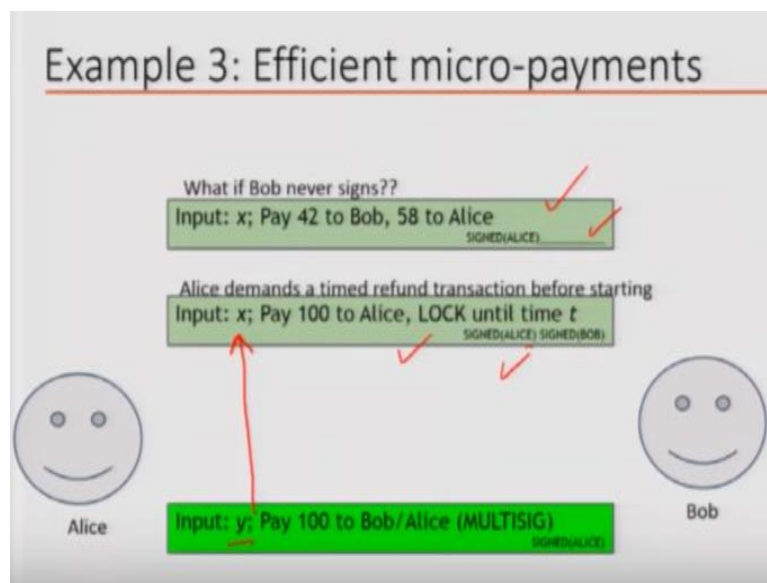 Example 3: Efficient micro-payments
What if Bob never signs??
Input: x; Pay 42 to Bob, 58 to Alice
SIGNED(ALICE)__________
Alice demands a timed refund transaction before starting
Input: x; Pay 100 to Alice, LOCK until time t
SIGNED(ALICE) SIGNED(BOB)
Alice
Bob
Input: y; Pay 100 to Bob/Alice (MULTISIG)
SIGNED(ALICE)